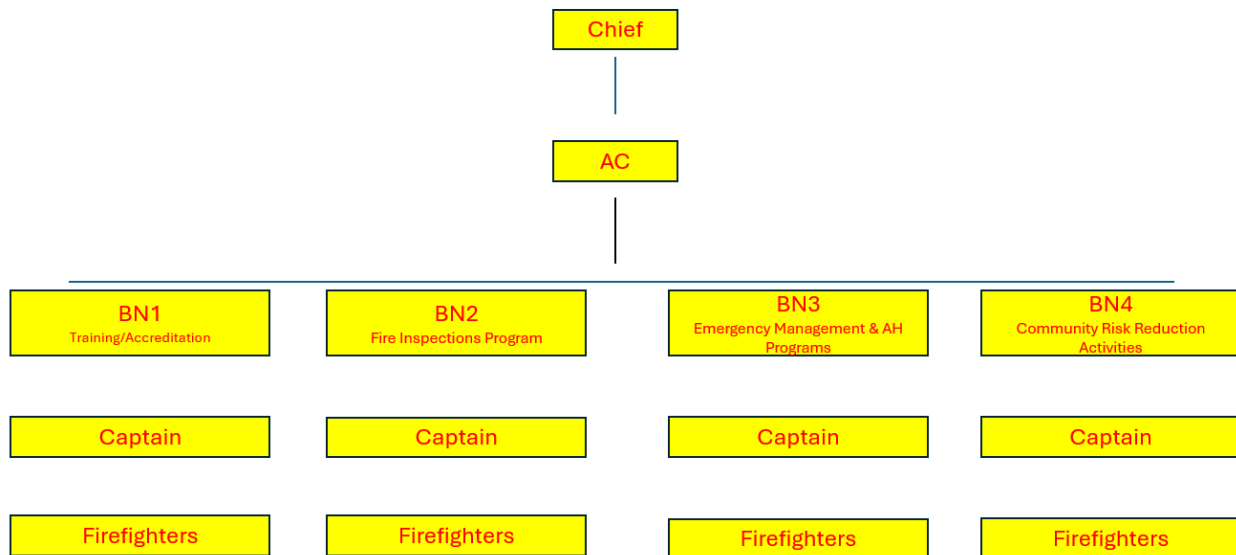 Chief
AC
BN1
Training/Accreditation
BN2
Fire Inspections Program
BN3
Emergency Management & AH
Programs
BN4
Community Risk Reduction
Activities
Captain
Captain
Captain
Captain
Firefighters
Firefighters
Firefighters
Firefighters